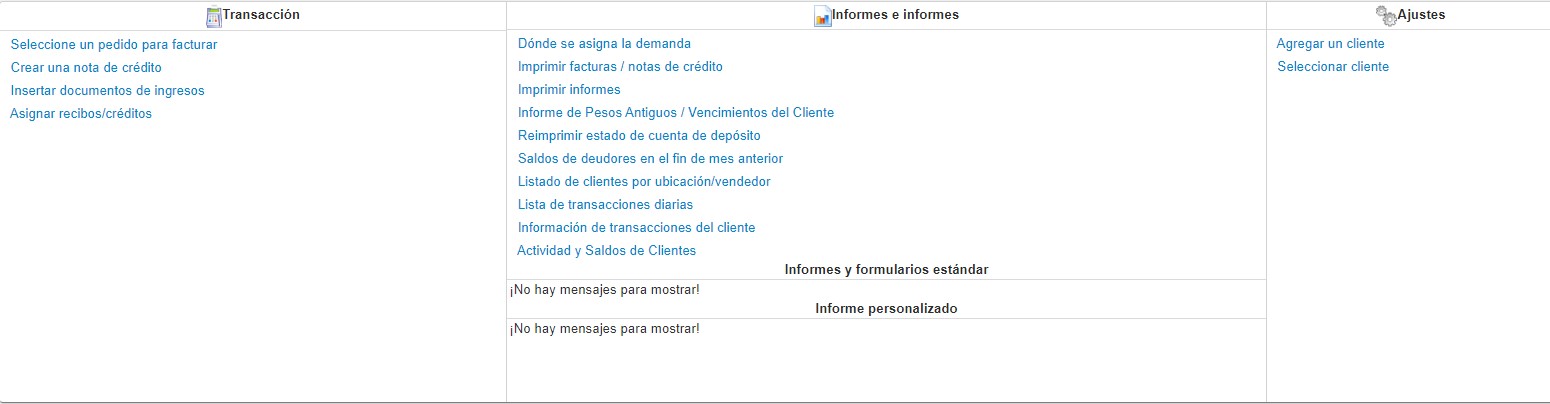 Transacción
Seleccione un pedido para facturar
Crear una nota de crédito
Insertar documentos de ingresos
Asignar recibos/créditos
Informes e informes
Dónde se asigna la demanda
Imprimir facturas / notas de crédito
Imprimir informes
Informe de Pesos Antiguos / Vencimientos del Cliente
Reimprimir estado de cuenta de depósito
Saldos de deudores en el fin de mes anterior
Listado de clientes por ubicación/vendedor
Lista de transacciones diarias
Información de transacciones del cliente
Actividad y Saldos de Clientes
Informes y formularios estándar
¡No hay mensajes para mostrar!
Informe personalizado
¡No hay mensajes para mostrar!
Ajustes
Agregar un cliente
Seleccionar cliente